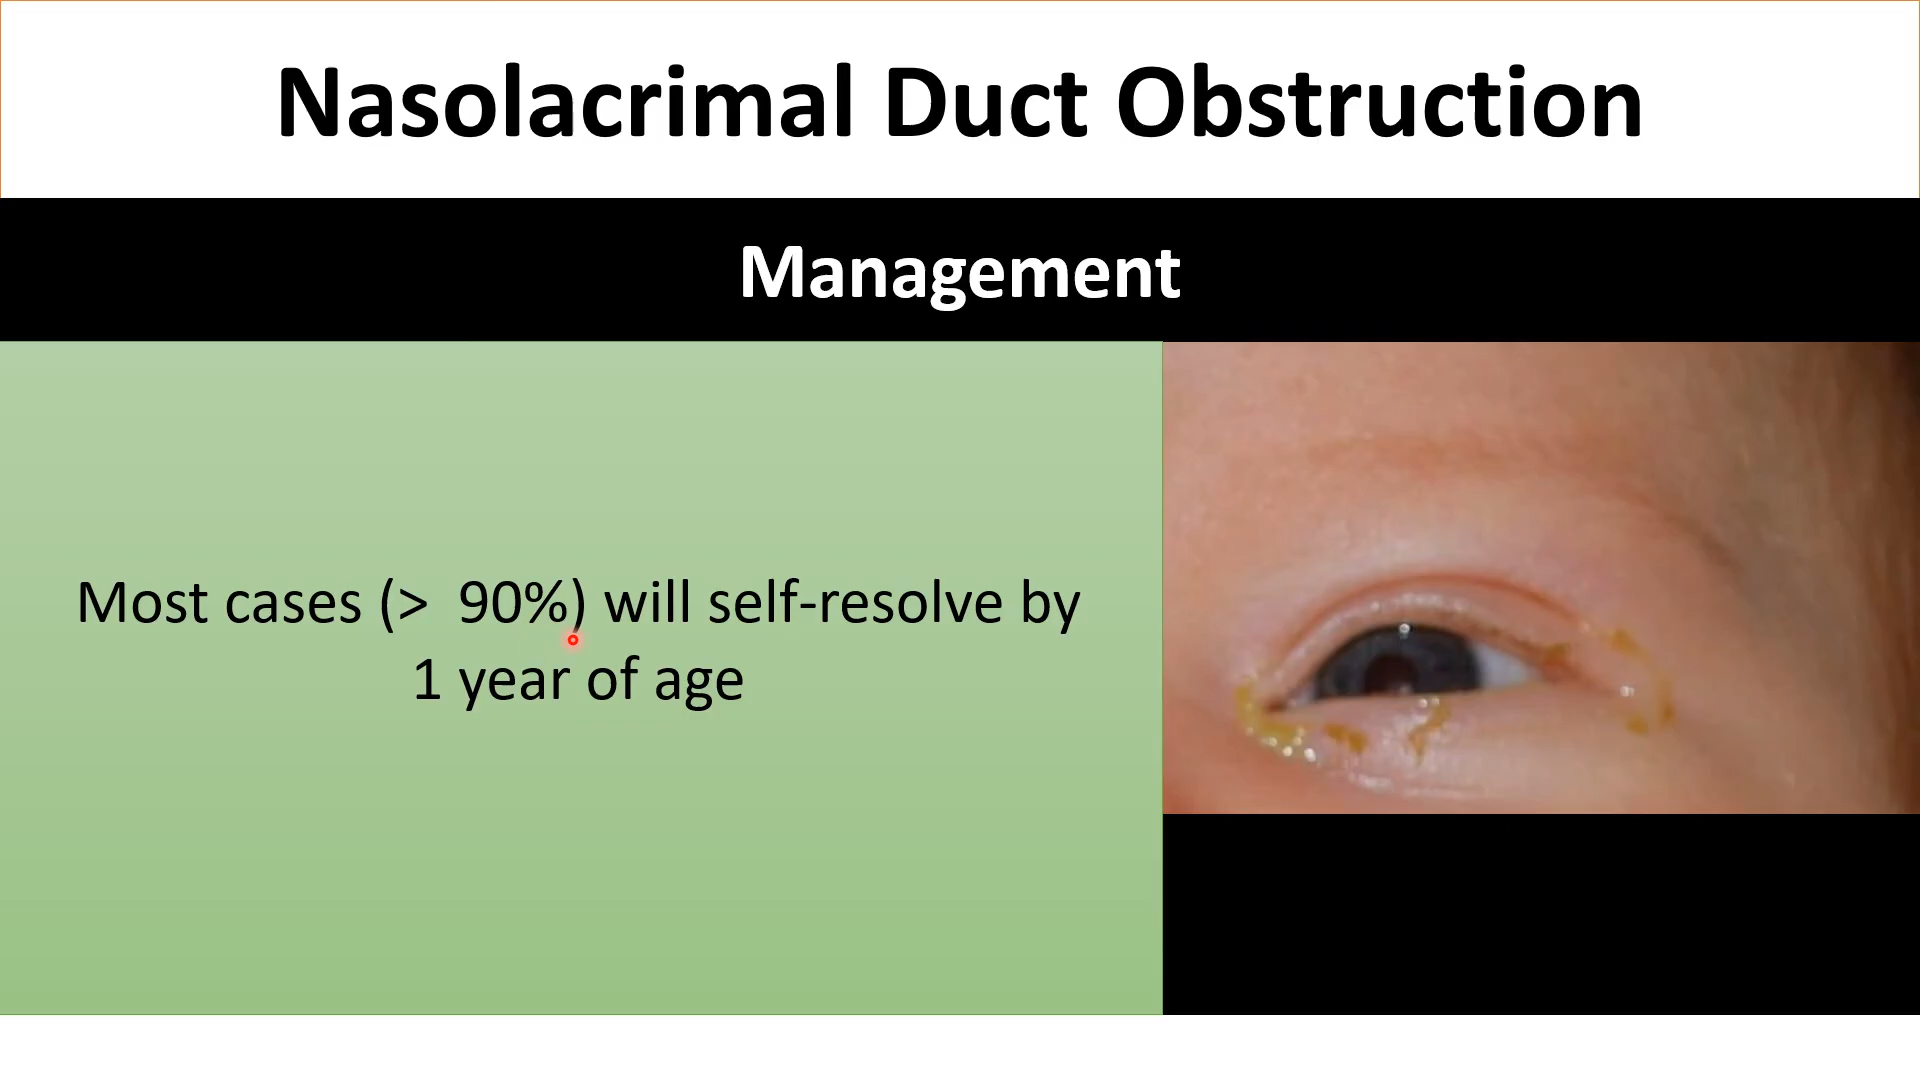 Nasolacrimal Duct Obstruction
Management
Most cases (> 90%) will self-resolve by
1 year of age